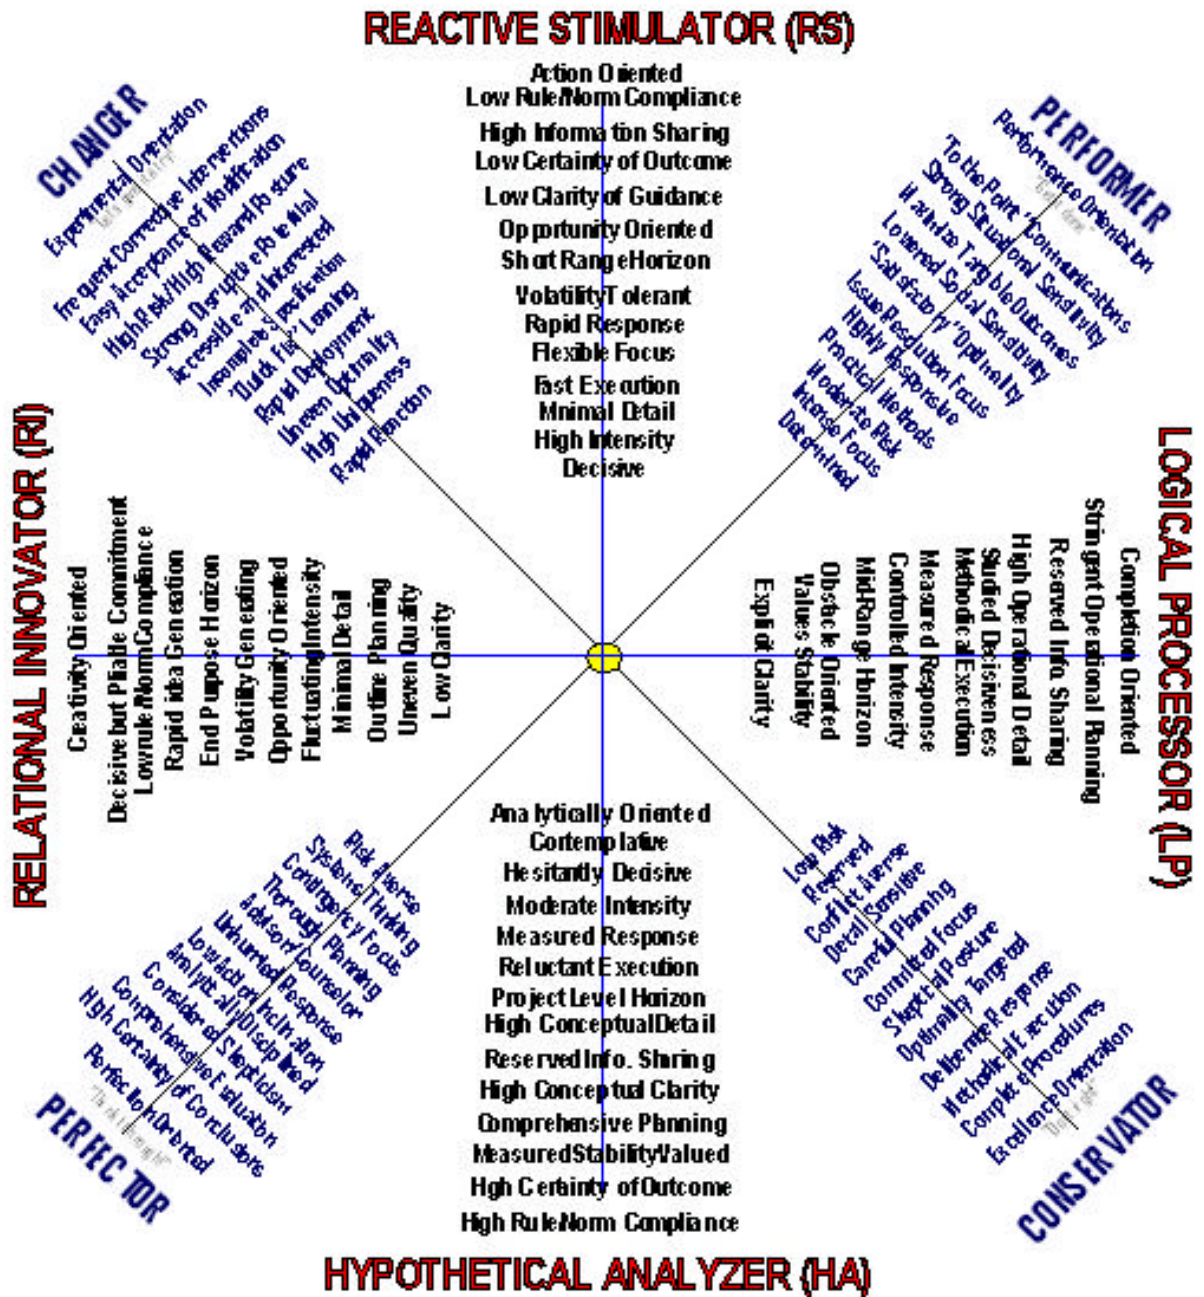 REACTIVE STIMULATOR (RS)
Action Oriented
Low Rule/Norm Compliance
High Information Sharing
Low Certainty of Outcome
Low Clarity of Guidance
Opportunity Oriented
Short Range Horizon
Volatility Tolerant
Rapid Response
Flexible Focus
Fast Execution
Minimal Detail
High Intensity
Decisive
CHANGER
Experimental Orientation
Frequent Corrective Interventions
Easy Acceptance of Modification
High Risk/High Reward Posture
Strong Disruptive Potential
Accessible and Interested
Incomplete Specification
"Quick Fix" Leaning
Rapid Deployment
Uneven Optimality
High Uniqueness
Rapid Reaction
PERFORMER
Performance Orientation
"To the Point" Communications
Strong Situational Sensitivity
Maximize Tangible Outcomes
Lowered Social Sensitivity
"Satisfactory" Optimality
Issue Resolution Focus
Highly Responsive
Practical Methods
Moderate Risk
Intense Focus
Determined
RELATIONAL INNOVATOR (RI)
Creativity Oriented
Decisive but Pliable Commitment
Low rule/Norm Compliance
Rapid idea Generation
End Purpose Horizon
Volatility Generating
Opportunity Oriented
Fluctuating Intensity
Minimal Detail
Outline Planning
Uneven Quality
Low Clarity
Explicit Clarity
Values Stability
Obstacle Oriented
Mid-Range Horizon
Controlled Intensity
Measured Response
Methodical Execution
Studied Decisiveness
High Operational Detail
Reserved Info. Sharing
Stringent Operational Planning
Completion Oriented
LOGICAL PROCESSOR (LP)
Analytically Oriented
Contemplative
Hesitantly Decisive
Moderate Intensity
Measured Response
Reluctant Execution
Project Level Horizon
High Conceptual Detail
Reserved Info. Sharing
High Conceptual Clarity
Comprehensive Planning
Measured Stability Valued
High Certainty of Outcome
High Rule/Norm Compliance
HYPOTHETICAL ANALYZER (HA)
Risk Averse
Systems Thinking
Contingency Focus
Thorough Planning
Advisor/Counselor
Unhurried Response
Low Action Inclination
Analytically Disciplined
Considered Skepticism
Comprehensive Evaluation
High Certainty of Conclusions
Perfection Oriented
PERFECTOR
Low Risk
Reserved
Conflict Averse
Detail Sensitive
Careful Planning
Controlled Focus
Skeptical Posture
Optimality Targeted
Deliberate Response
Methodical Execution
Complete Procedures
Excellence Orientation
"Do it right"
CONSERVATOR